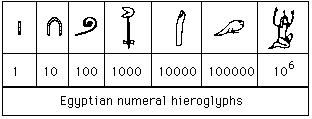 𓏺 𓎆 𓍢 𓆼 𓂭 𓆐 𓁨
1 10 100 1000 10000 100000 10⁶
Egyptian numeral hieroglyphs